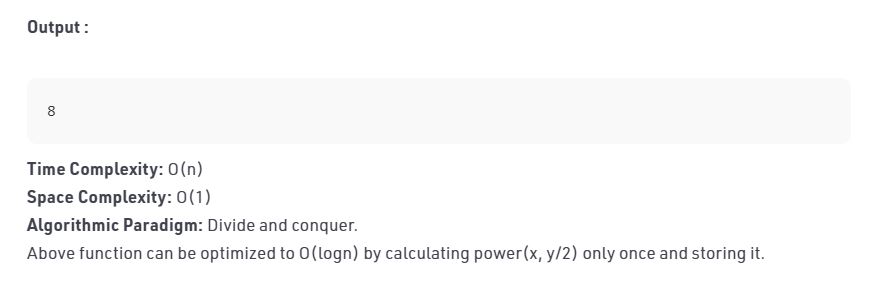 Output :
8
Time Complexity: O(n)
Space Complexity: O(1)
Algorithmic Paradigm: Divide and conquer.
Above function can be optimized to O(logn) by calculating power(x, y/2) only once and storing it.